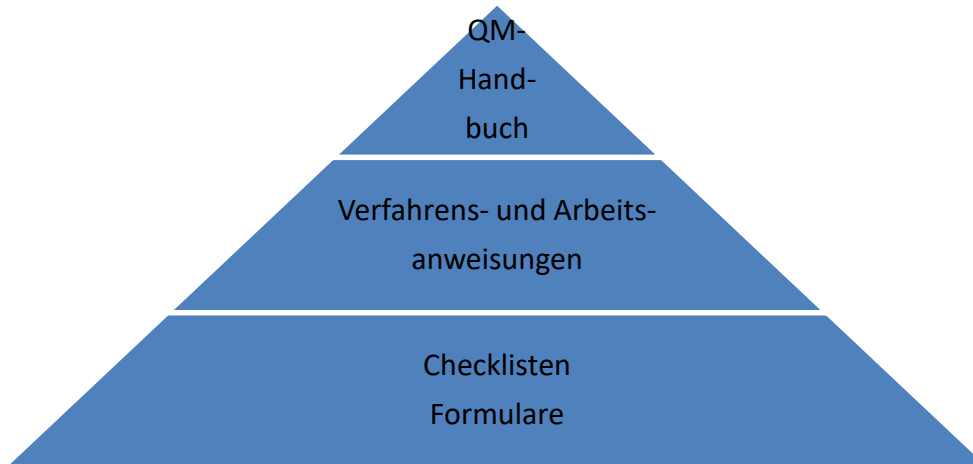 QM-
Hand-
buch
Verfahrens- und Arbeits-
anweisungen
Checklisten
Formulare